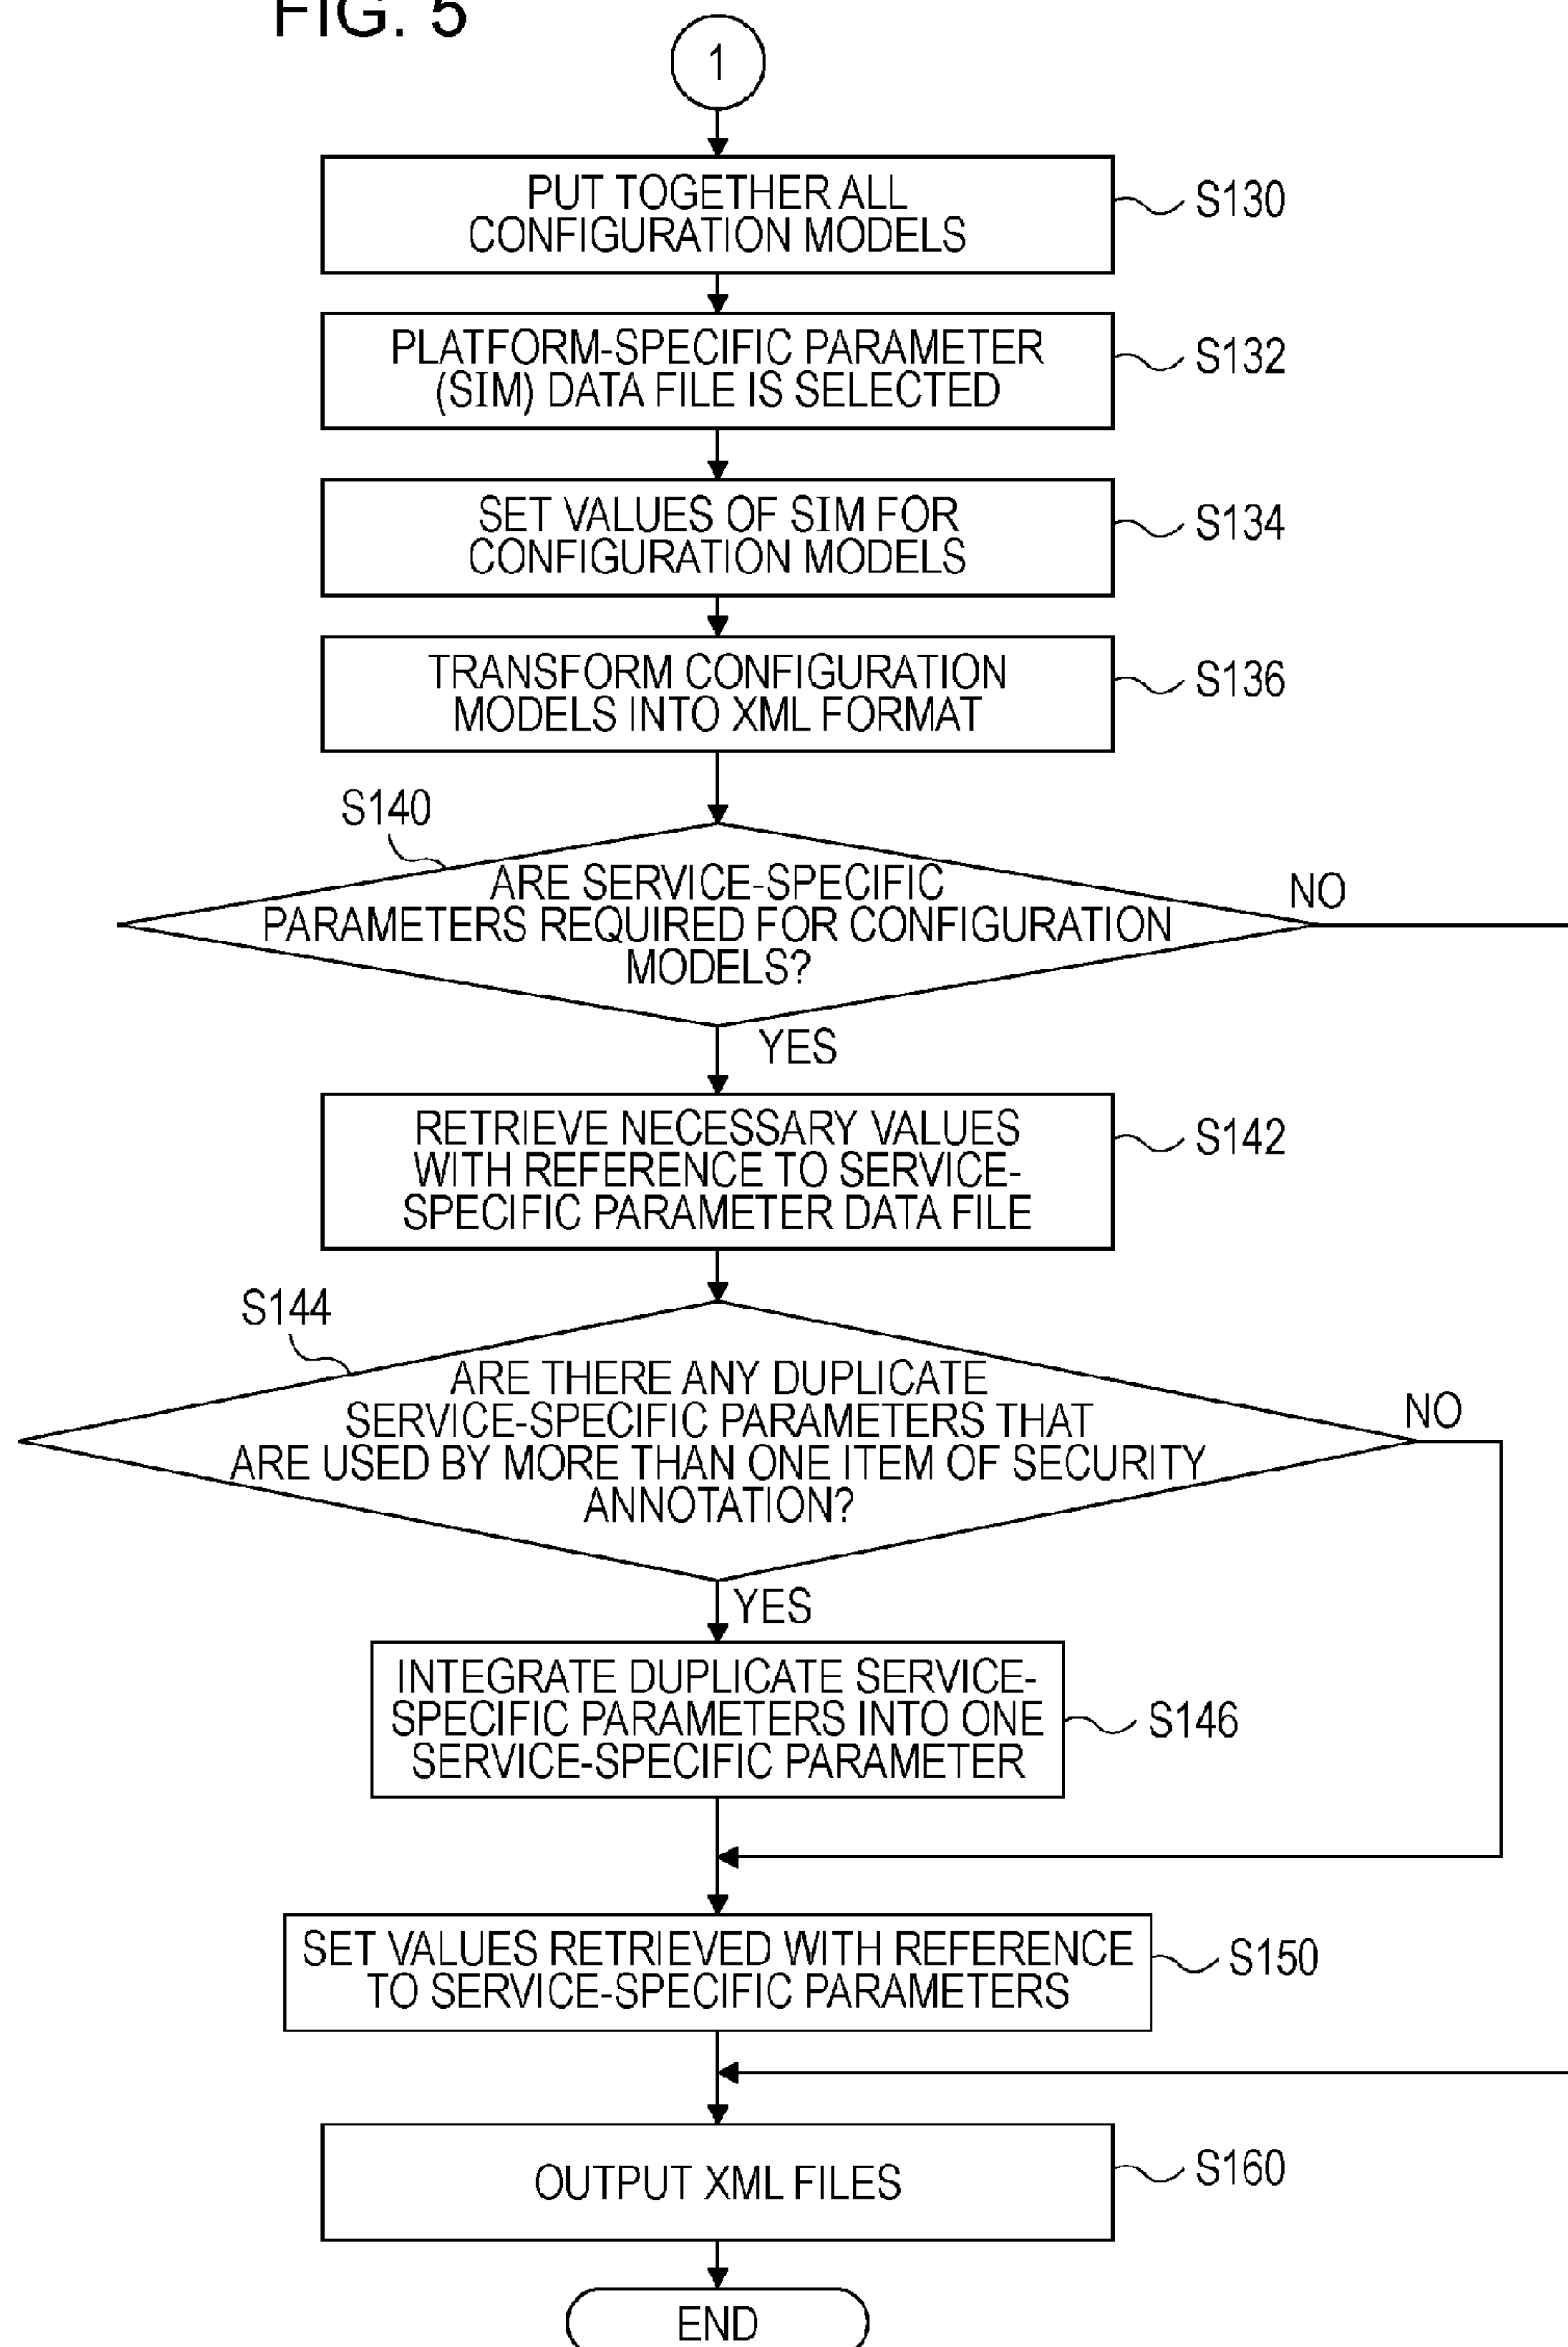 FIG. 5
1
PUT TOGETHER ALL
CONFIGURATION MODELS
S130
PLATFORM-SPECIFIC PARAMETER
(SIM) DATA FILE IS SELECTED
S132
SET VALUES OF SIM FOR
CONFIGURATION MODELS
S134
TRANSFORM CONFIGURATION
MODELS INTO XML FORMAT
S136
S140
ARE SERVICE-SPECIFIC
PARAMETERS REQUIRED FOR CONFIGURATION
MODELS?
NO
YES
RETRIEVE NECESSARY VALUES
WITH REFERENCE TO SERVICE-
SPECIFIC PARAMETER DATA FILE
S142
S144
ARE THERE ANY DUPLICATE
SERVICE-SPECIFIC PARAMETERS THAT
ARE USED BY MORE THAN ONE ITEM OF SECURITY
ANNOTATION?
NO
YES
INTEGRATE DUPLICATE SERVICE-
SPECIFIC PARAMETERS INTO ONE
SERVICE-SPECIFIC PARAMETER
S146
SET VALUES RETRIEVED WITH REFERENCE
TO SERVICE-SPECIFIC PARAMETERS
S150
OUTPUT XML FILES
S160
END